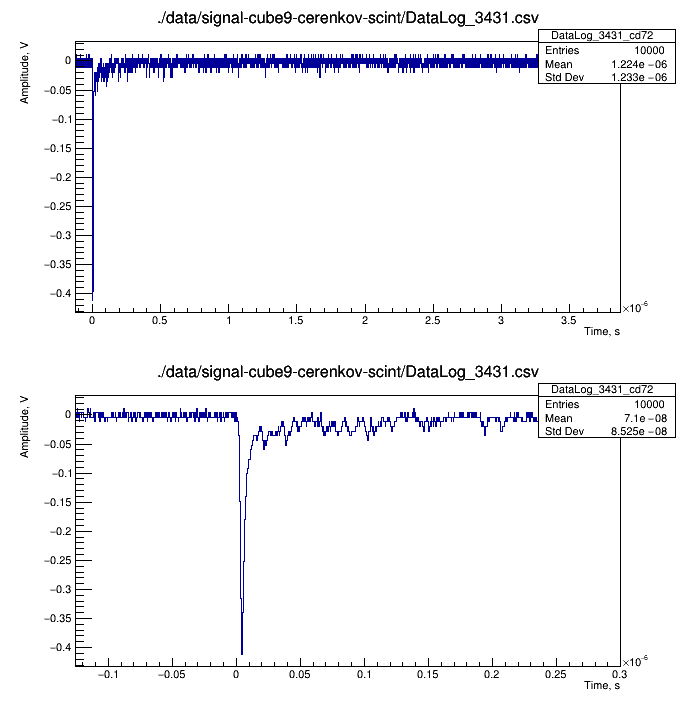 ./data/signal-cube9-cerenkov-scint/DataLog_3431.csv
Amplitude, V
DataLog_3431_cd72
Entries 10000
Mean 1.224e −06
Std Dev 1.233e −06
0
−0.05
−0.1
−0.15
−0.2
−0.25
−0.3
−0.35
−0.4
0 0.5 1 1.5 2 2.5 3 3.5
×10⁻⁶
Time, s
./data/signal-cube9-cerenkov-scint/DataLog_3431.csv
Amplitude, V
DataLog_3431_cd72
Entries 10000
Mean 7.1e −08
Std Dev 8.525e −08
0
−0.05
−0.1
−0.15
−0.2
−0.25
−0.3
−0.35
−0.4
−0.1 −0.05 0 0.05 0.1 0.15 0.2 0.25 0.3
×10⁻⁶
Time, s